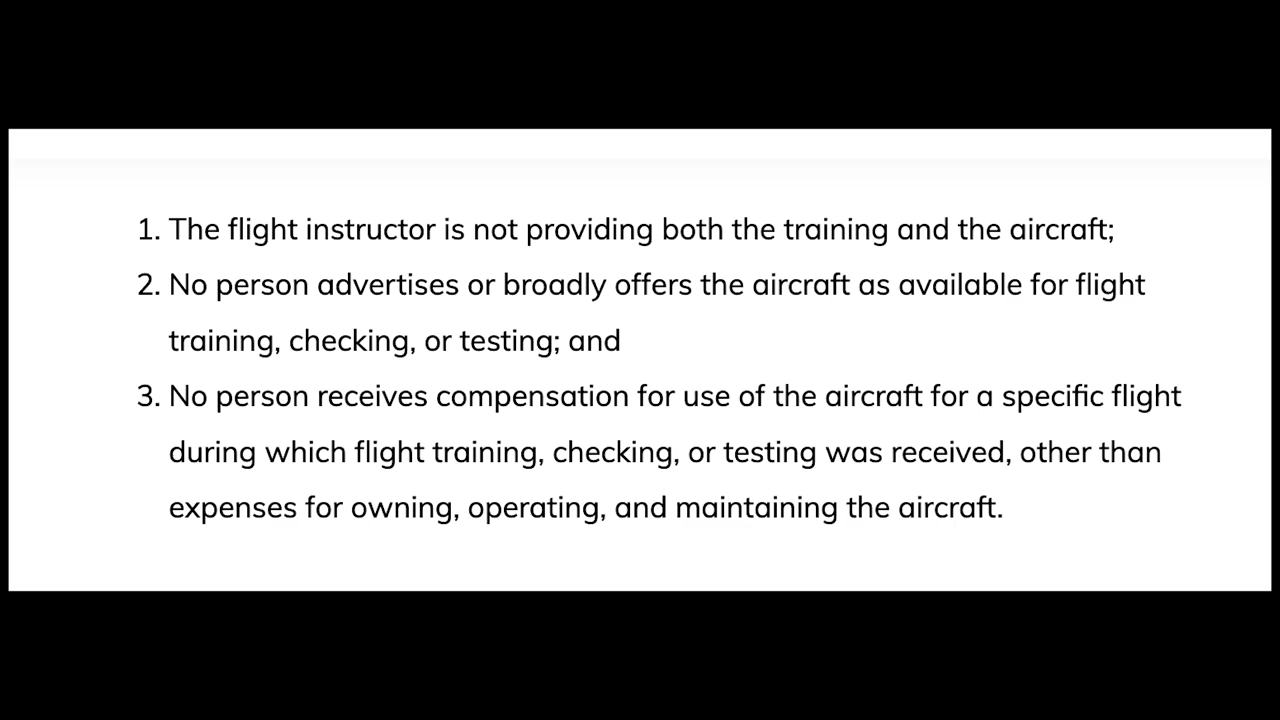 1. The flight instructor is not providing both the training and the aircraft;
2. No person advertises or broadly offers the aircraft as available for flight
training, checking, or testing; and
3. No person receives compensation for use of the aircraft for a specific flight
during which flight training, checking, or testing was received, other than
expenses for owning, operating, and maintaining the aircraft.